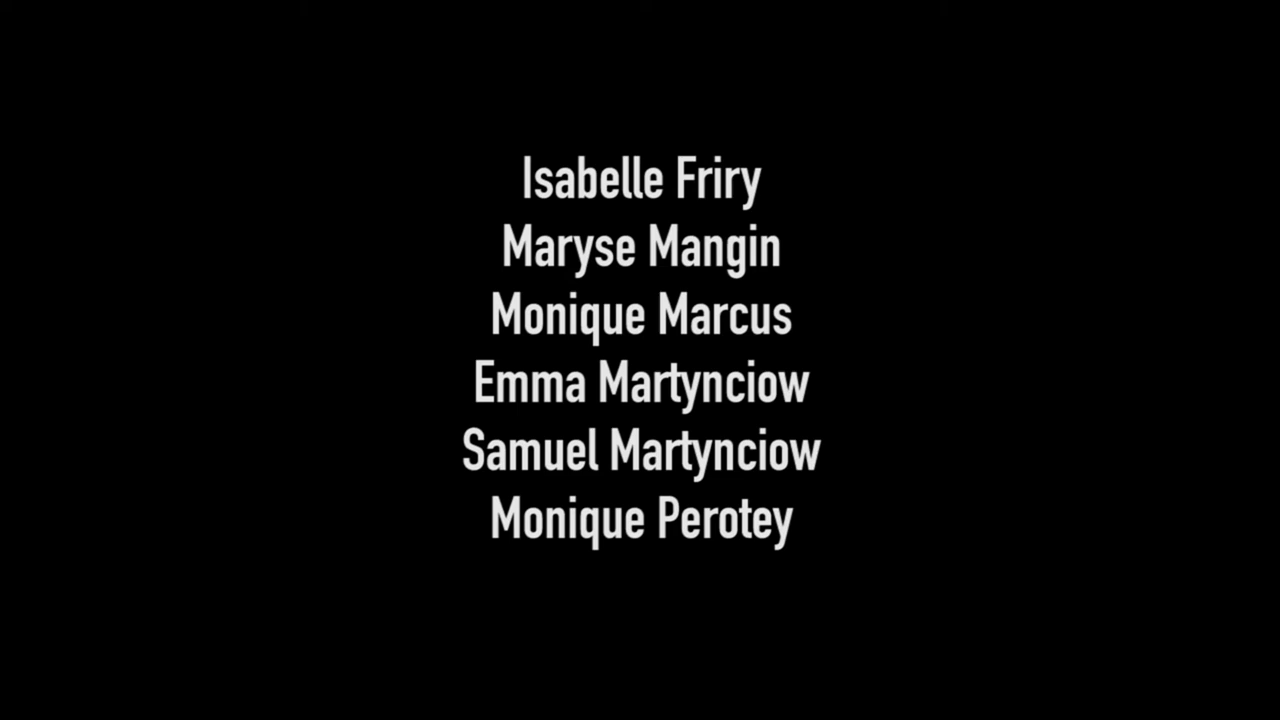 Isabelle Friry
Maryse Mangin
Monique Marcus
Emma Martynciow
Samuel Martynciow
Monique Perotey